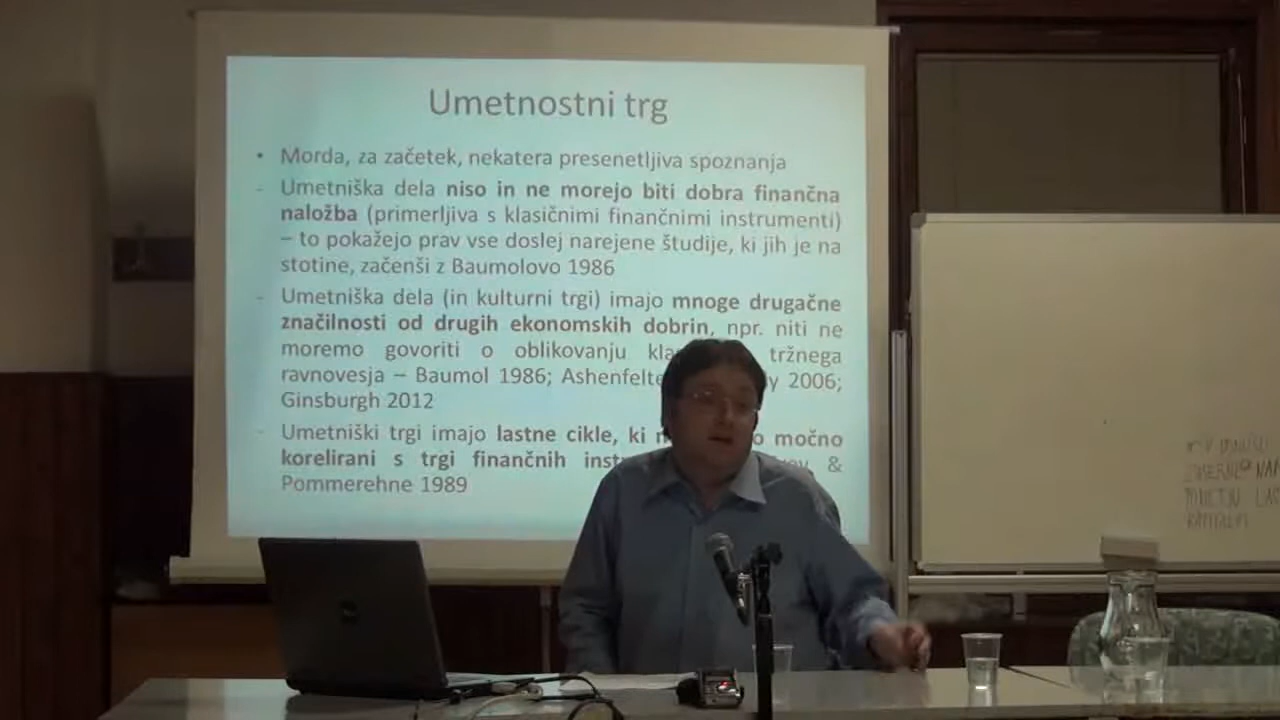 Umetnostni trg
• Morda, za začetek, nekatera presenetljiva spoznanja
- Umetniška dela niso in ne morejo biti dobra finančna
naložba (primerljiva s klasičnimi finančnimi instrumenti)
– to pokažejo prav vse doslej narejene študije, ki jih je na
stotine, začenši z Baumolovo 1986
- Umetniška dela (in kulturni trgi) imajo mnoge drugačne
značilnosti od drugih ekonomskih dobrin, npr. niti ne
moremo govoriti o oblikovanju tržnega
ravnovesja – Baumol 1986; 2006;
Ginsburgh 2012
- Umetniški trgi imajo lastne cikle, ki močno
korelirani s trgi finančnih &
Pommerehne 1989